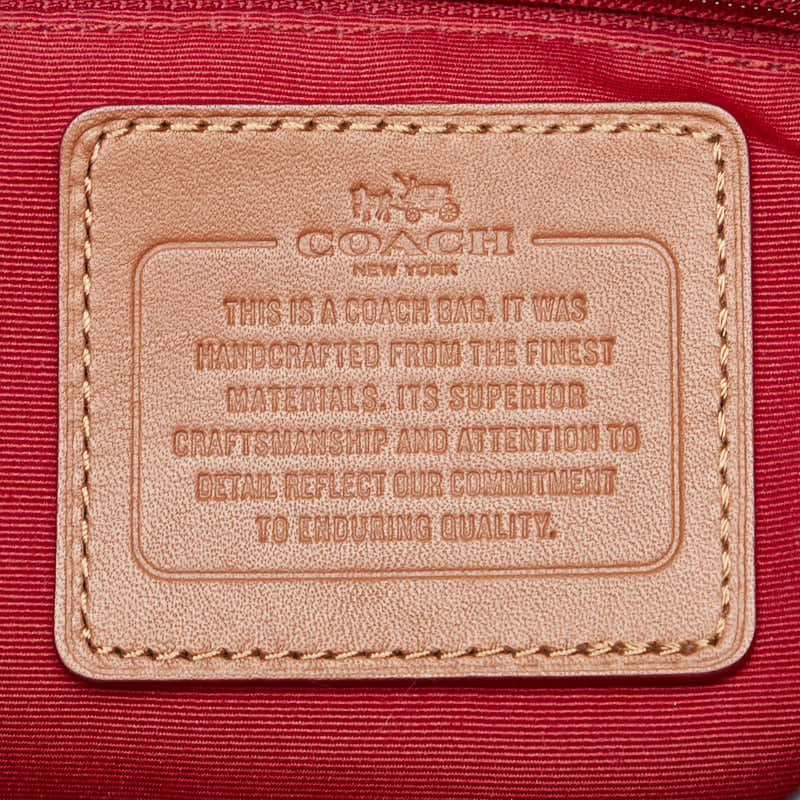 COACH
NEW YORK
THIS IS A COACH BAG. IT WAS
HANDCRAFTED FROM THE FINEST
MATERIALS. ITS SUPERIOR
CRAFTSMANSHIP AND ATTENTION TO
DETAIL REFLECT OUR COMMITMENT
TO ENDURING QUALITY.